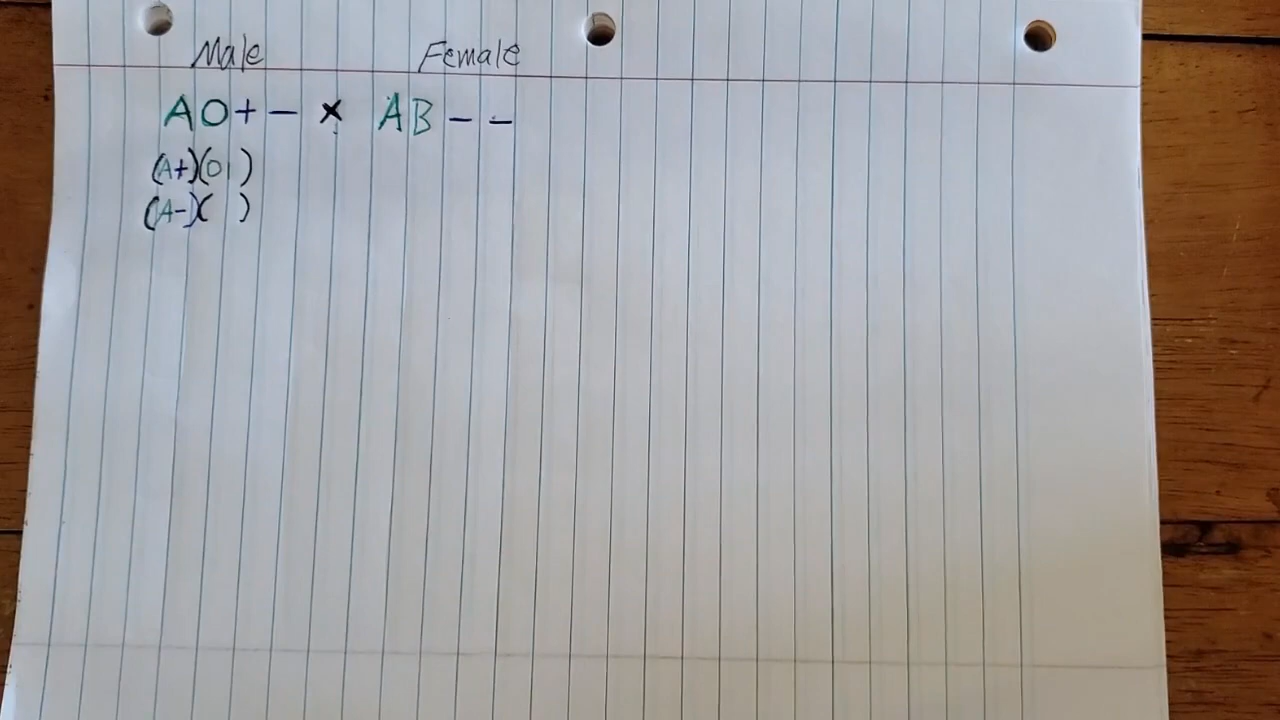 Male Female
AO+- × AB--
(A+)(O )
(A-)( )